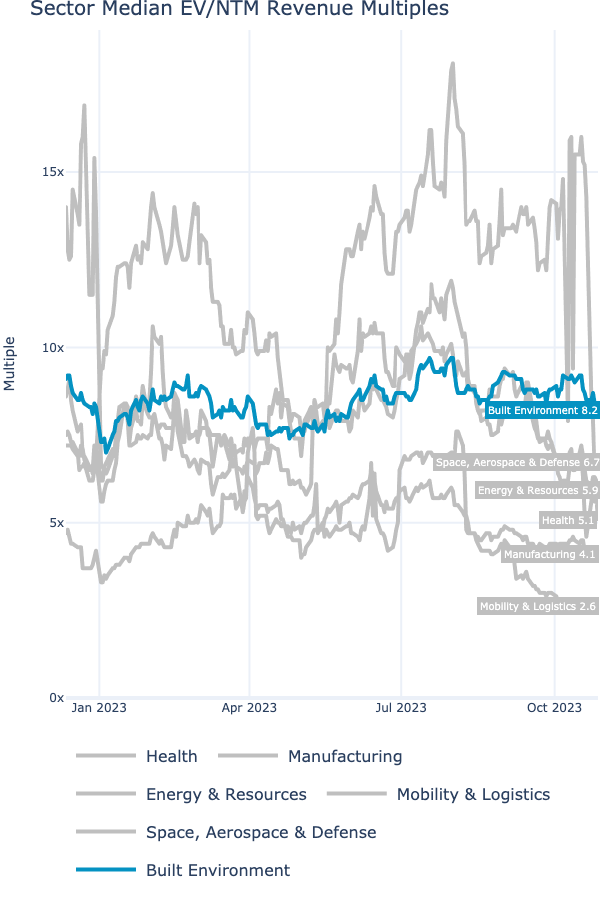 Sector Median EV/NTM Revenue Multiples
15x
10x
5x
0x
Multiple
Built Environment 8.2
Space, Aerospace & Defense 6.7
Energy & Resources 5.9
Health 5.1
Manufacturing 4.1
Mobility & Logistics 2.6
Jan 2023 Apr 2023 Jul 2023 Oct 2023
Health Manufacturing
Energy & Resources Mobility & Logistics
Space, Aerospace & Defense
Built Environment